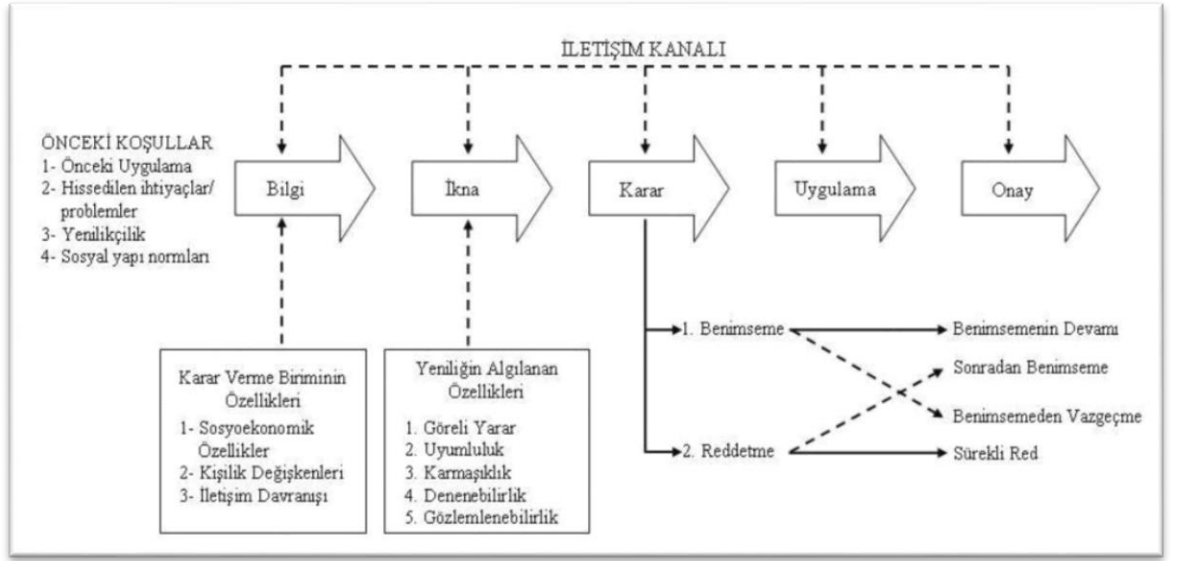 İLETİŞİM KANALI
ÖNCEKİ KOŞULLAR
1- Önceki Uygulama
2- Hissedilen ihtiyaçlar/
problemler
3- Yenilikçilik
4- Sosyal yapı normları
Bilgi
İkna
Karar
Uygulama
Onay
Karar Verme Biriminin
Özellikleri
1- Sosyoekonomik
Özellikler
2- Kişilik Değişkenleri
3- İletişim Davranışı
Yeniliğin Algılanan
Özellikleri
1. Göreli Yarar
2. Uyumluluk
3. Karmaşıklık
4. Denenebilirlik
5. Gözlemlenebilirlik
1. Benimseme
2. Reddetme
Benimsemenin Devamı
Sonradan Benimseme
Benimsemeden Vazgeçme
Sürekli Red